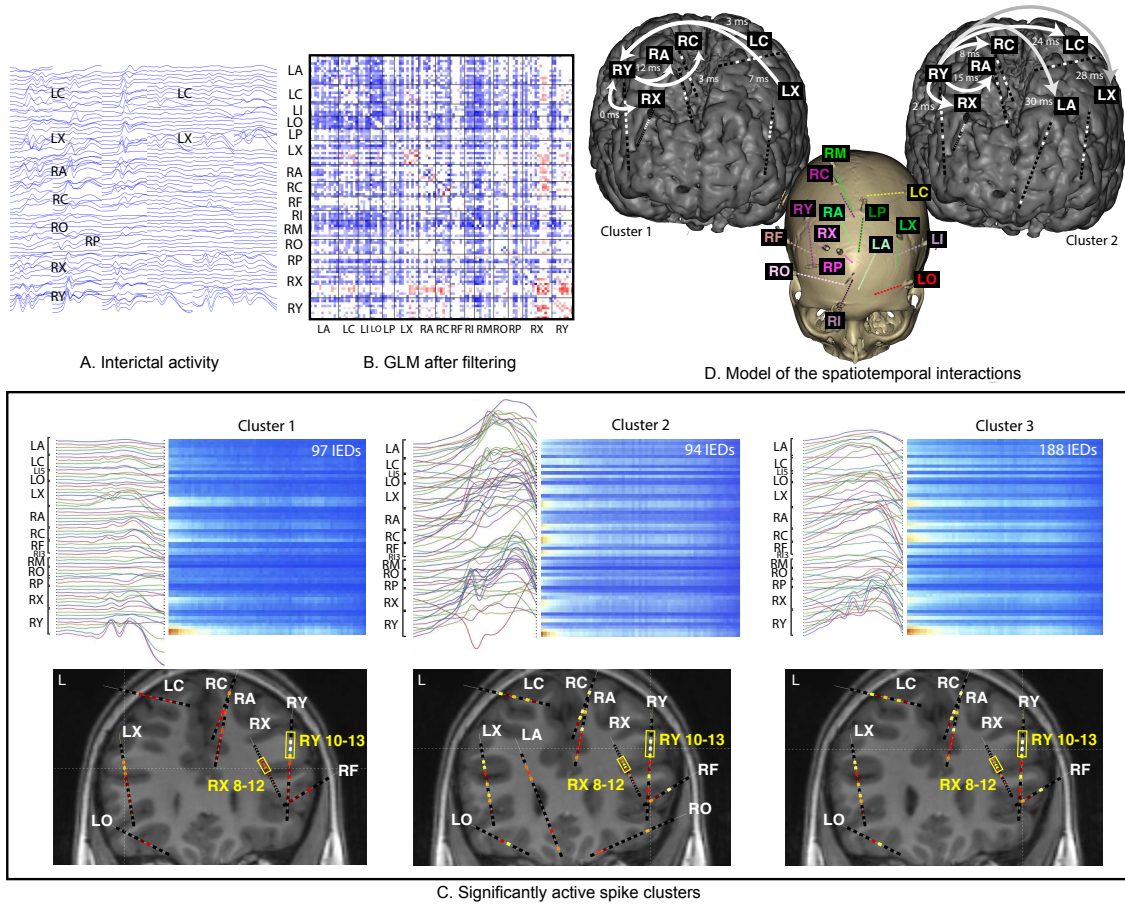 LC
LC
LX
LX
RA
RC
RO
RP
RX
RY
A. Interictal activity
LA
LC
LI
LO
LP
LX
RA
RC
RF
RI
RM
RO
RP
RX
RY
LA LC LI LO LP LX RA RC RF RI RM RO RP RX RY
B. GLM after filtering
3 ms
RC
LC
RA
RY
12 ms
3 ms
7 ms
LX
RX
0 ms
Cluster 1
24 ms
8 ms
RC
LC
RY
RA
15 ms
28 ms
LX
2 ms
RX
30 ms
LA
Cluster 2
RM
RC
LC
RY
RA
LP
RX
LX
RF
LA
LI
RO
RP
LO
RI
D. Model of the spatiotemporal interactions
Cluster 1
97 IEDs
LA
LC
LI5
LO
LX
RA
RC
RF
RI3
RM
RO
RP
RX
RY
Cluster 2
94 IEDs
LA
LC
LI5
LO
LX
RA
RC
RF
RI3
RM
RO
RP
RX
RY
Cluster 3
188 IEDs
LA
LC
LI5
LO
LX
RA
RC
RF
RI3
RM
RO
RP
RX
RY
L
LC
RC
RA
RY
RX
LX
RY 10-13
RF
RX 8-12
LO
L
LC
RC
RA
RY
RX
LX
LA
RY 10-13
RF
RX 8-12
RO
LO
L
LC
RC
RA
RY
RX
LX
RY 10-13
RF
RX 8-12
LO
C. Significantly active spike clusters